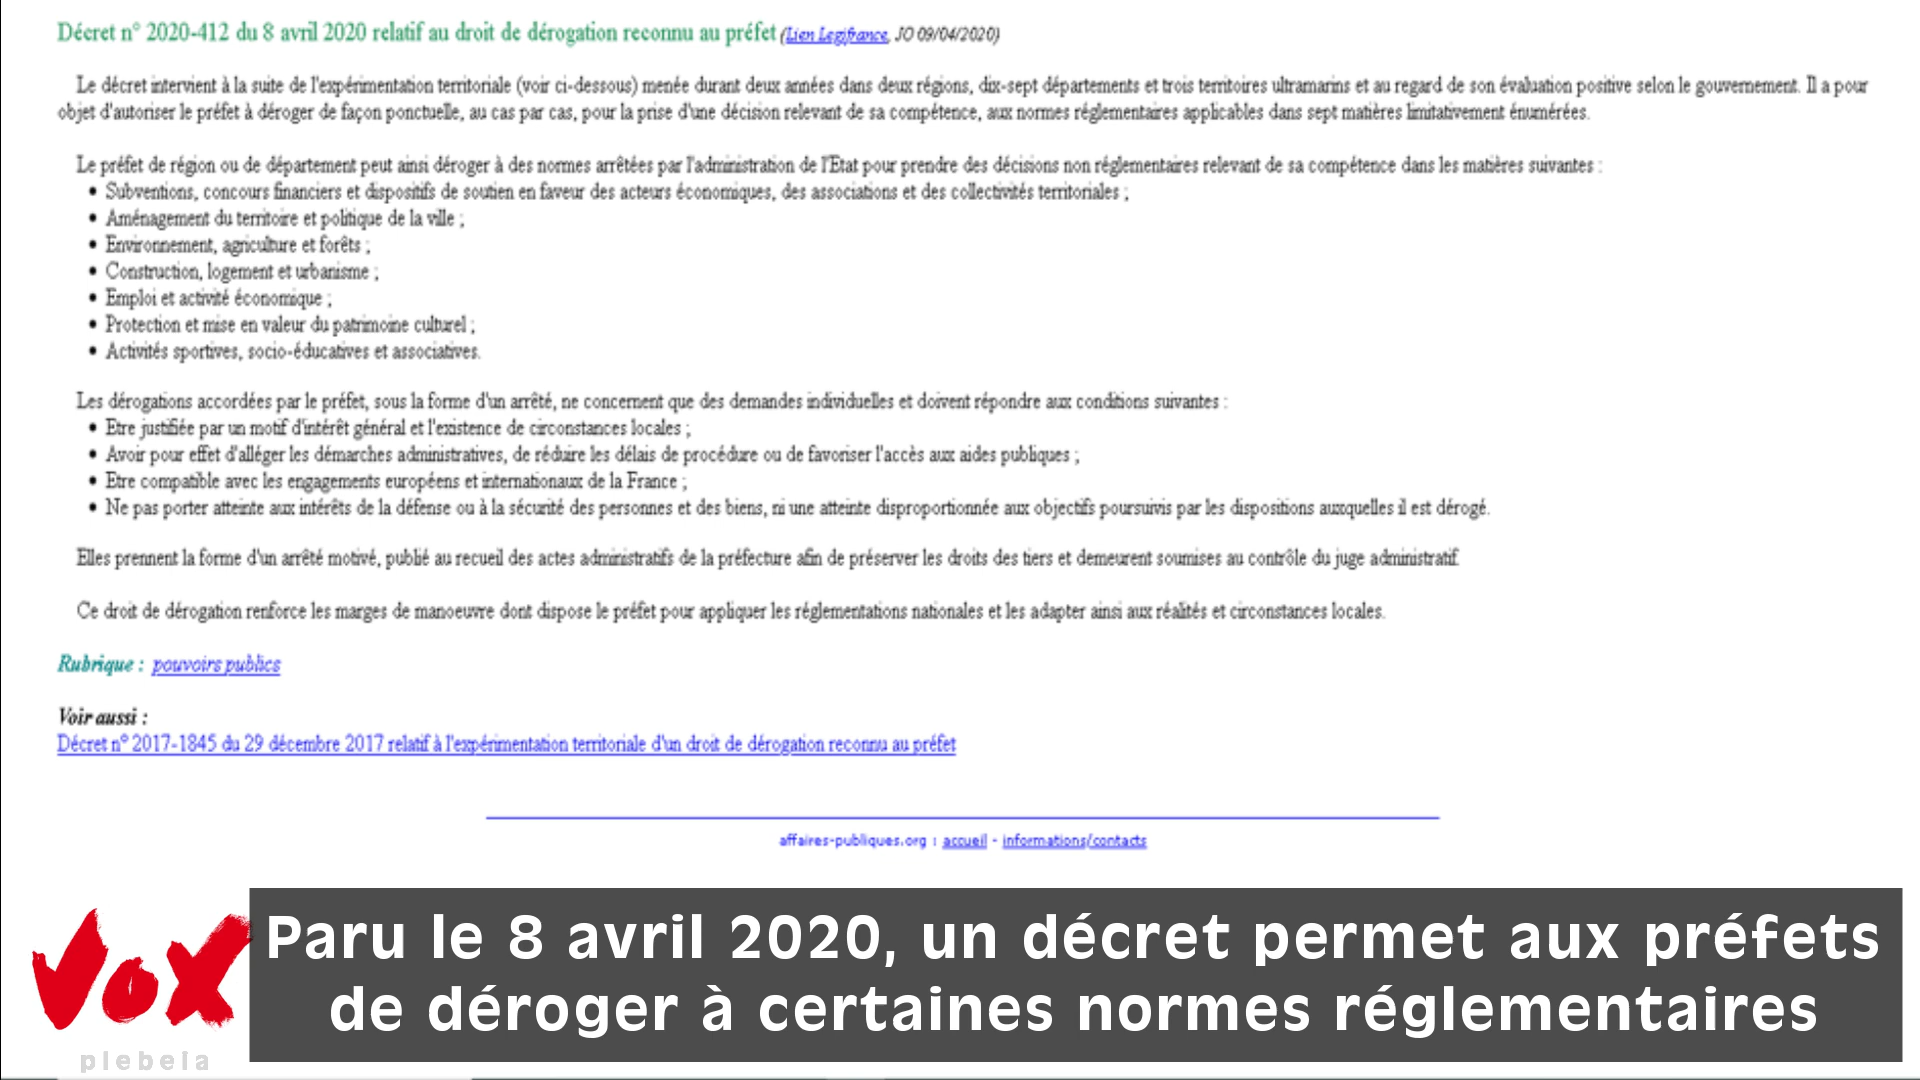 Décret n° 2020-412 du 8 avril 2020 relatif au droit de dérogation reconnu au préfet (Lien Legifrance, JO 09/04/2020)
Le décret intervient à la suite de l'expérimentation territoriale (voir ci-dessous) menée durant deux années dans deux régions, dix-sept départements et trois territoires ultramarins et au regard de son évaluation positive selon le gouvernement. Il a pour
objet d'autoriser le préfet à déroger de façon ponctuelle, au cas par cas, pour la prise d'une décision relevant de sa compétence, aux normes réglementaires applicables dans sept matières limitativement énumérées.
Le préfet de région ou de département peut ainsi déroger à des normes arrêtées par l'administration de l'Etat pour prendre des décisions non réglementaires relevant de sa compétence dans les matières suivantes :
• Subventions, concours financiers et dispositifs de soutien en faveur des acteurs économiques, des associations et des collectivités territoriales ;
• Aménagement du territoire et politique de la ville ;
• Environnement, agriculture et forêts ;
• Construction, logement et urbanisme ;
• Emploi et activité économique ;
• Protection et mise en valeur du patrimoine culturel ;
• Activités sportives, socio-éducatives et associatives.
Les dérogations accordées par le préfet, sous la forme d'un arrêté, ne concernent que des demandes individuelles et doivent répondre aux conditions suivantes :
• Etre justifiée par un motif d'intérêt général et l'existence de circonstances locales ;
• Avoir pour effet d'alléger les démarches administratives, de réduire les délais de procédure ou de favoriser l'accès aux aides publiques ;
• Etre compatible avec les engagements européens et internationaux de la France ;
• Ne pas porter atteinte aux intérêts de la défense ou à la sécurité des personnes et des biens, ni une atteinte disproportionnée aux objectifs poursuivis par les dispositions auxquelles il est dérogé.
Elles prennent la forme d'un arrêté motivé, publié au recueil des actes administratifs de la préfecture afin de préserver les droits des tiers et demeurent soumises au contrôle du juge administratif.
Ce droit de dérogation renforce les marges de manoeuvre dont dispose le préfet pour appliquer les réglementations nationales et les adapter ainsi aux réalités et circonstances locales.
Rubrique : pouvoirs publics
Voir aussi :
Décret n° 2017-1845 du 29 décembre 2017 relatif à l'expérimentation territoriale d'un droit de dérogation reconnu au préfet
affaires-publiques.org : accueil - informations/contacts
Vox
plebeia
Paru le 8 avril 2020, un décret permet aux préfets
de déroger à certaines normes réglementaires